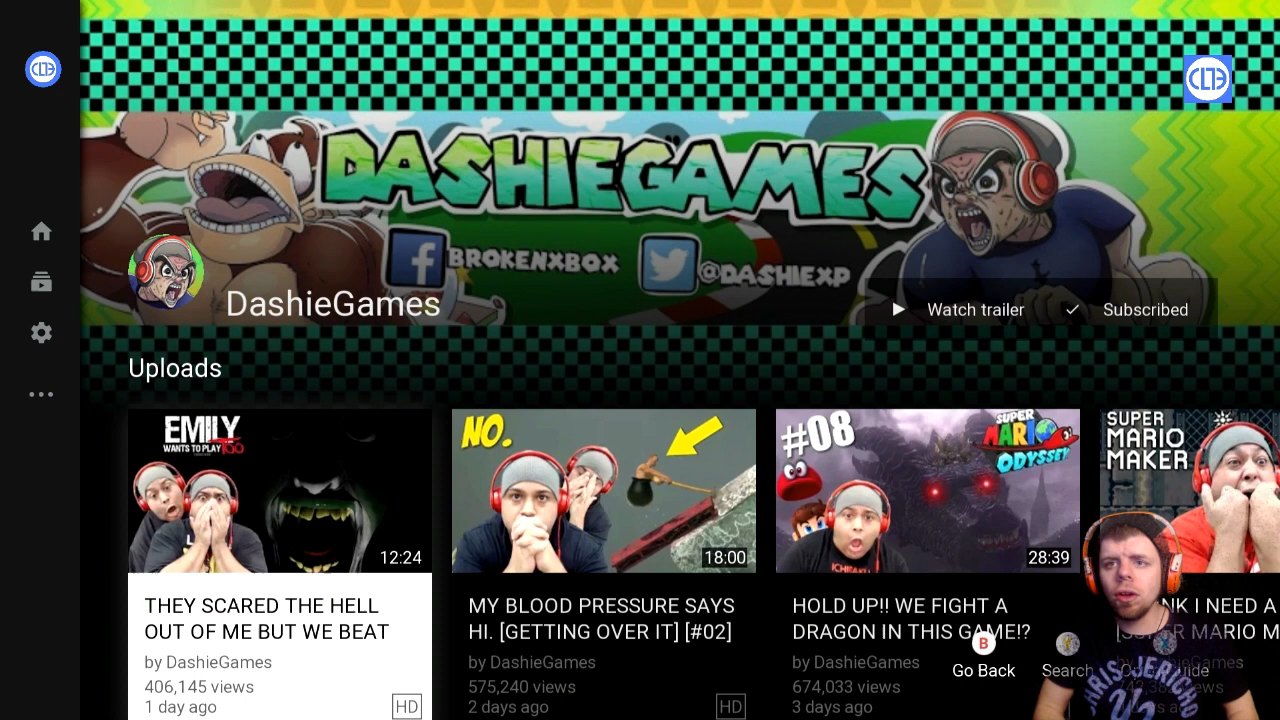 CLTB
DASHIEGAMES
BROKENXBOX
@DASHIEXP
DashieGames
Watch trailer
Subscribed
Uploads
EMILY
WANTS TO PLAY TOO
12:24
NO.
18:00
#08
SUPER
MARIO
ODYSSEY
28:39
SUPER
MARIO
MAKER
THEY SCARED THE HELL
OUT OF ME BUT WE BEAT
by DashieGames
406,145 views
1 day ago
HD
MY BLOOD PRESSURE SAYS
HI. [GETTING OVER IT] [#02]
by DashieGames
575,240 views
2 days ago
HD
HOLD UP!! WE FIGHT A
DRAGON IN THIS GAME!?
by DashieGames
674,033 views
3 days ago
I NEED A
MARIO M
B
Go Back
Search